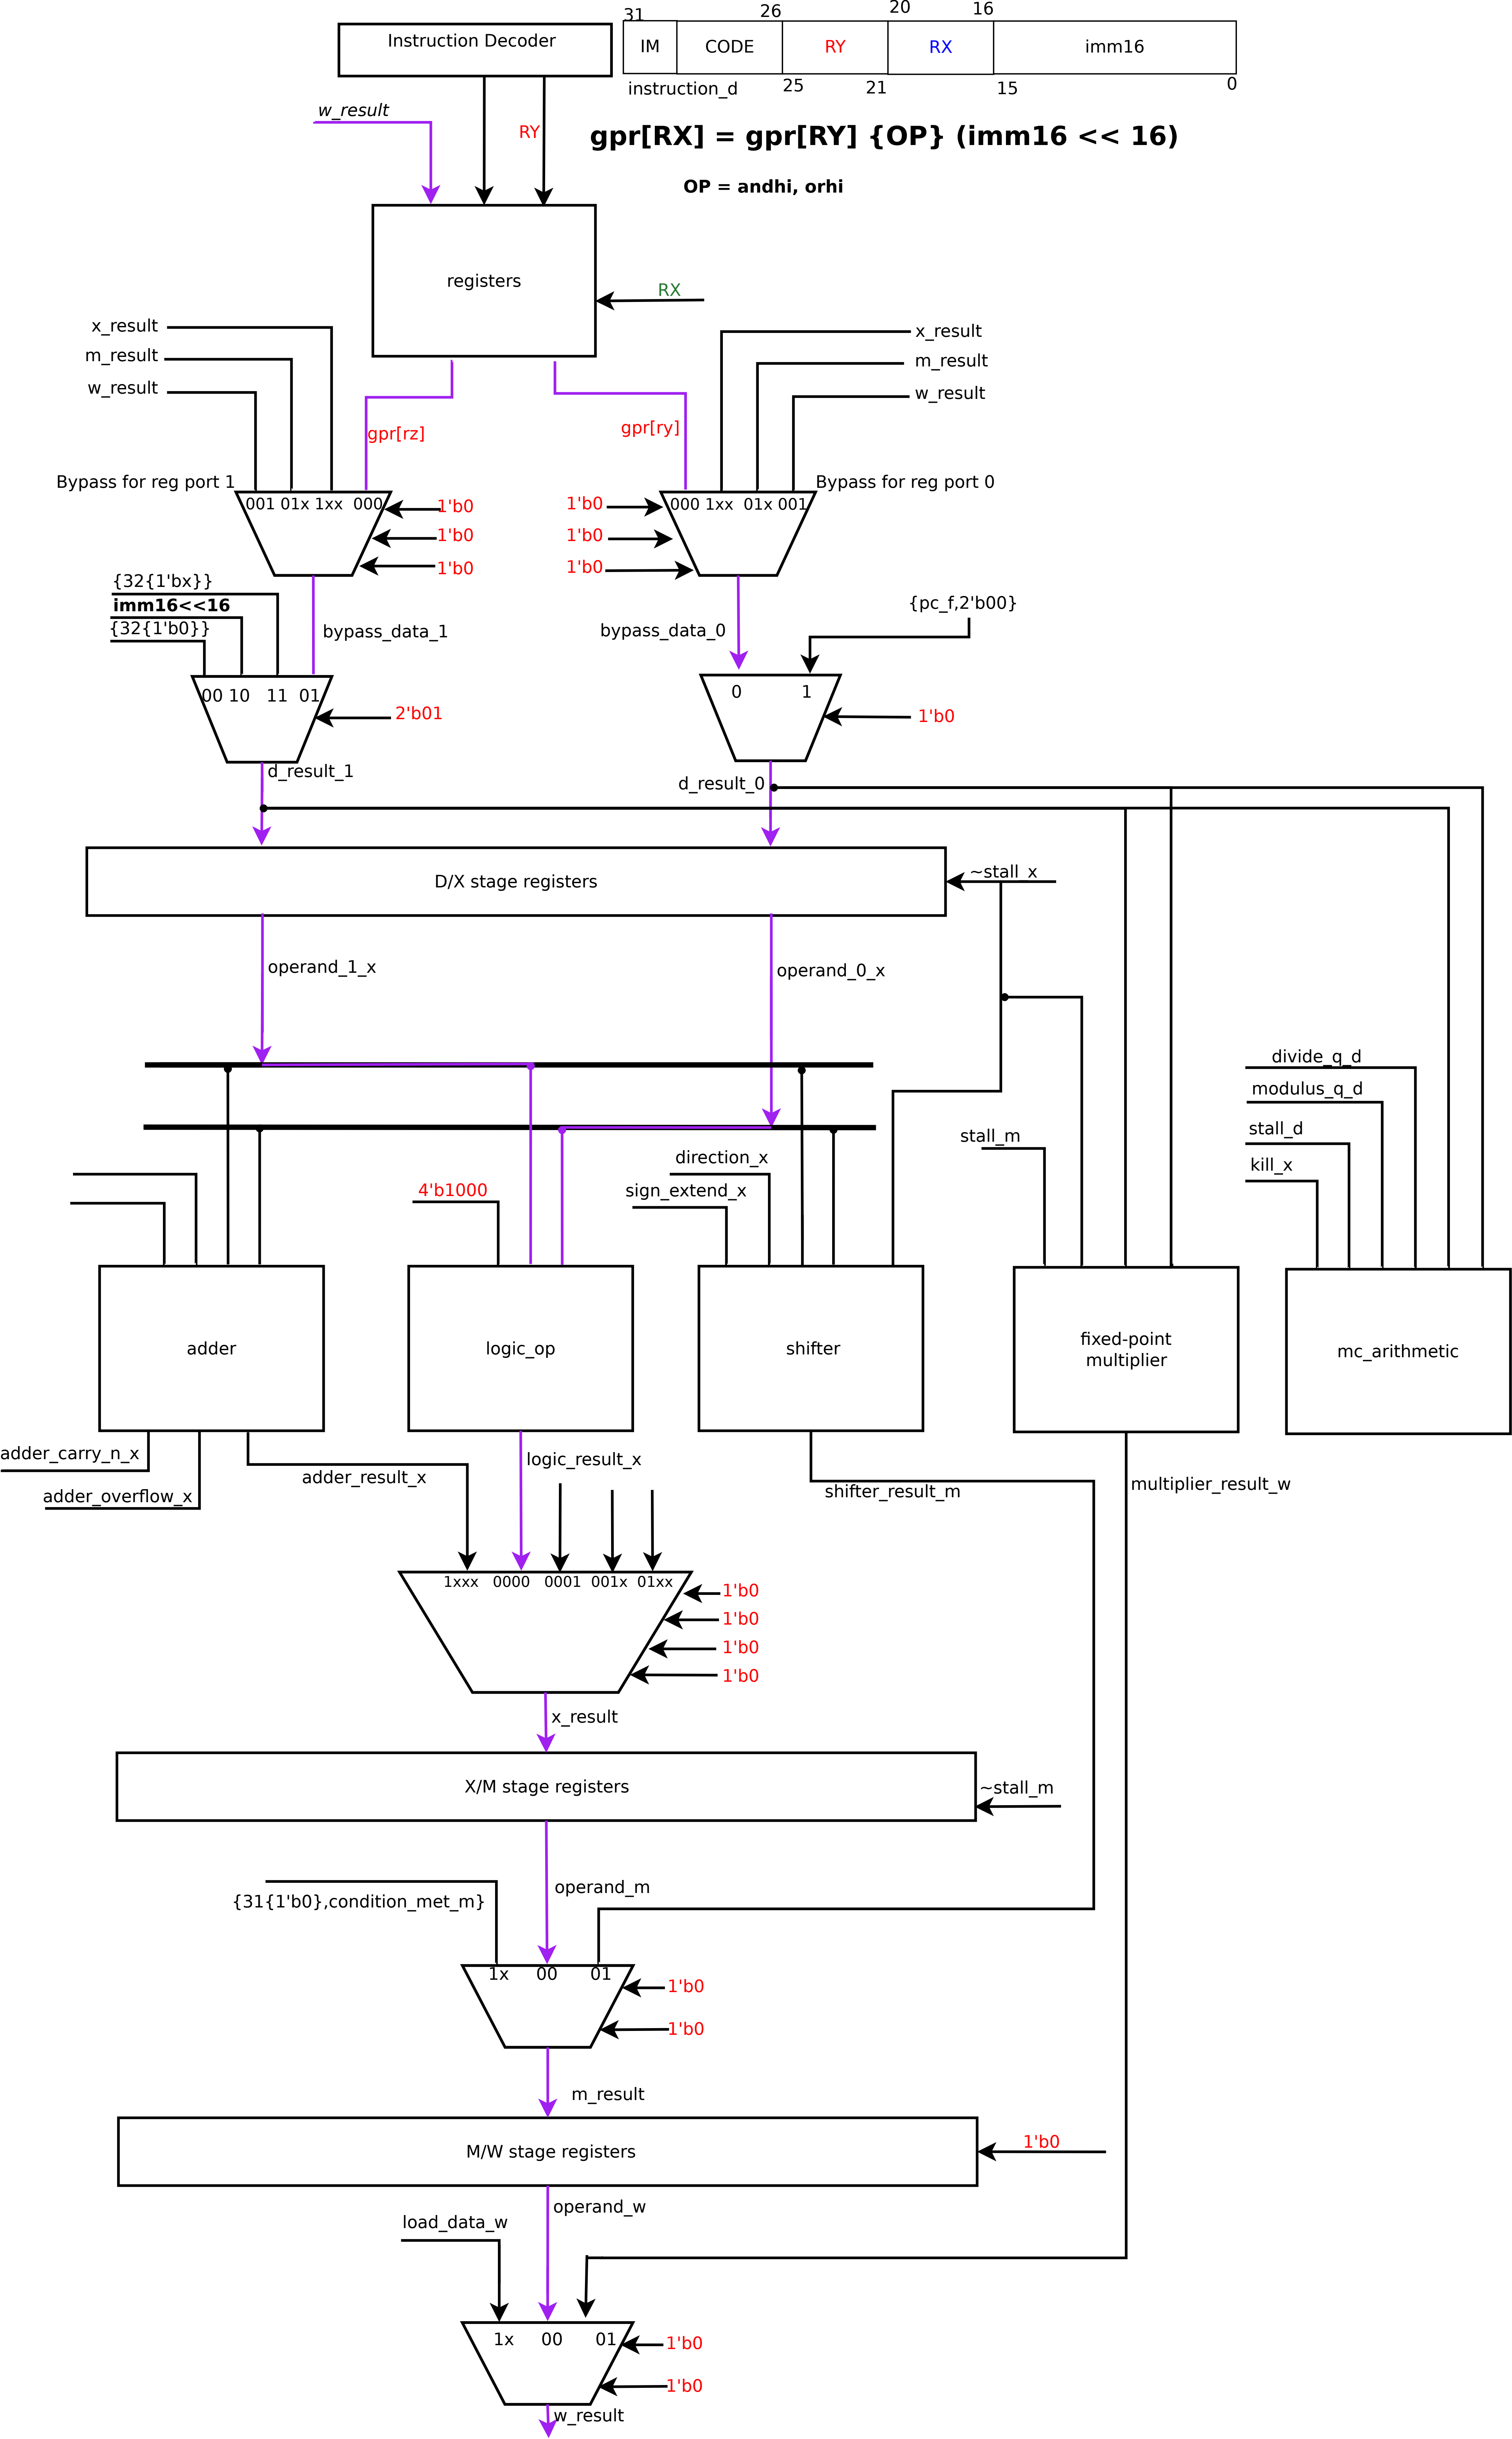 31
26
20
16
Instruction Decoder
IM
CODE
RY
RX
imm16
instruction_d
25
21
15
0
w_result
RY
gpr[RX] = gpr[RY] {OP} (imm16 << 16)
OP = andhi, orhi
registers
RX
x_result
m_result
w_result
x_result
m_result
w_result
gpr[rz]
gpr[ry]
Bypass for reg port 1
001 01x 1xx 000
1'b0
1'b0
1'b0
1'b0
1'b0
1'b0
000 1xx 01x 001
Bypass for reg port 0
{32{1'bx}}
imm16<<16
{32{1'b0}}
bypass_data_1
bypass_data_0
{pc_f,2'b00}
00 10 11 01
2'b01
0 1
1'b0
d_result_1
d_result_0
D/X stage registers
~stall_x
operand_1_x
operand_0_x
divide_q_d
modulus_q_d
stall_d
kill_x
stall_m
direction_x
sign_extend_x
4'b1000
adder
logic_op
shifter
fixed-point
multiplier
mc_arithmetic
adder_carry_n_x
adder_overflow_x
adder_result_x
logic_result_x
shifter_result_m
multiplier_result_w
1xxx 0000 0001 001x 01xx
1'b0
1'b0
1'b0
1'b0
x_result
X/M stage registers
~stall_m
{31{1'b0},condition_met_m}
operand_m
1x 00 01
1'b0
1'b0
m_result
M/W stage registers
1'b0
operand_w
load_data_w
1x 00 01
1'b0
1'b0
w_result